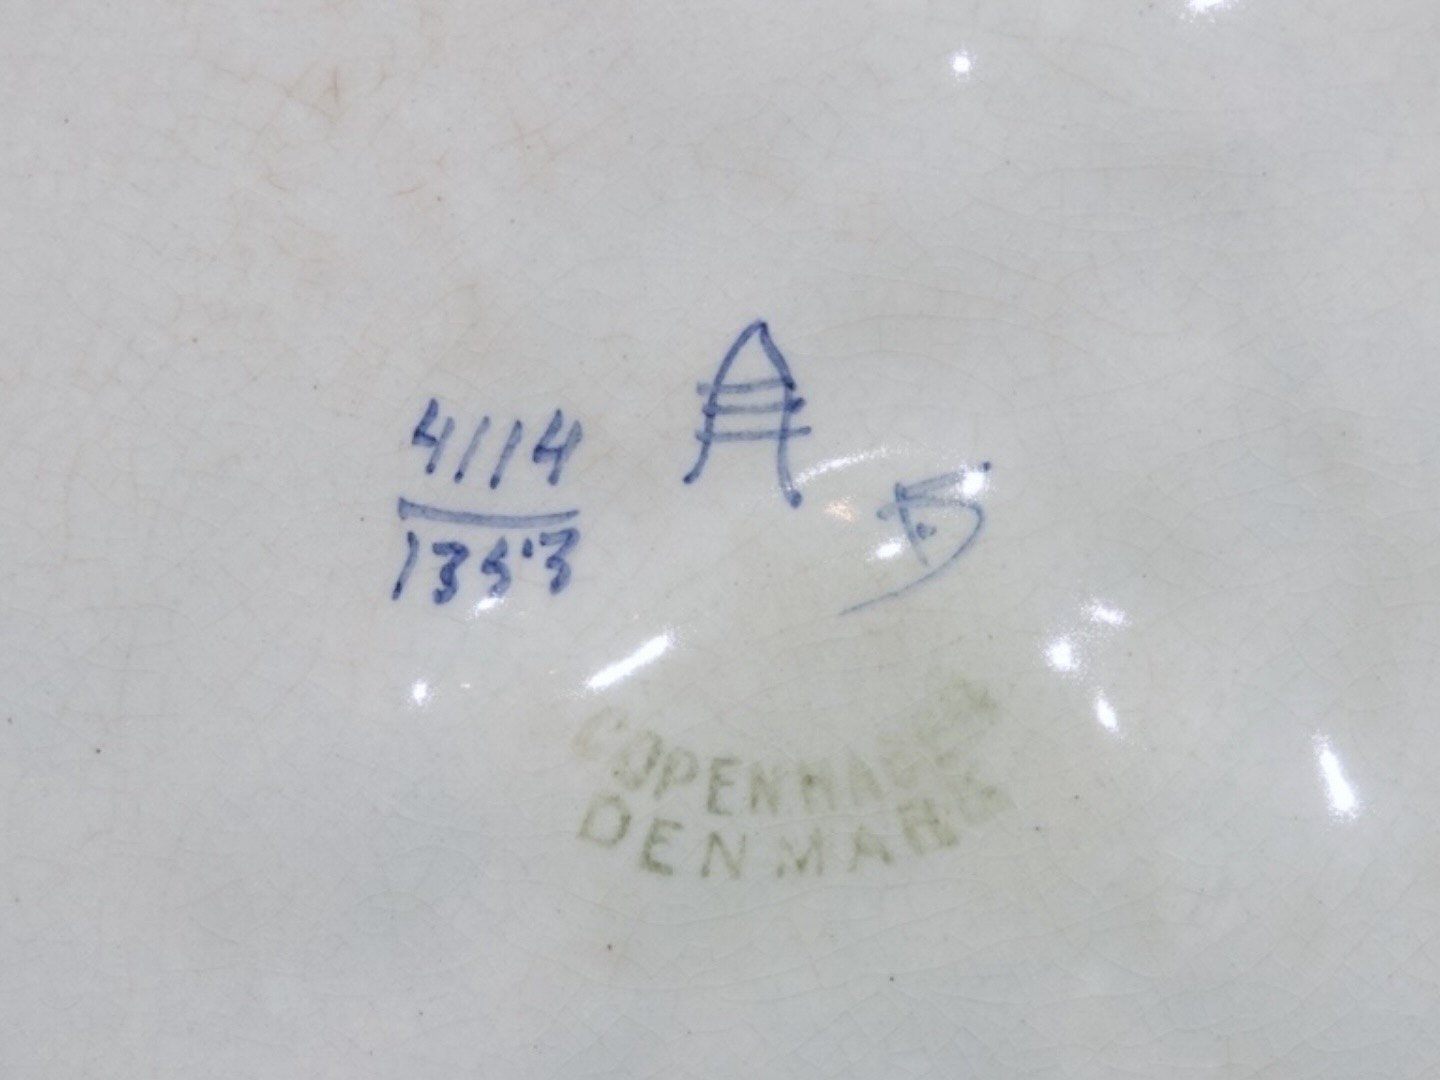 4114
1353
A
B
COPENHAGEN
DENMARK